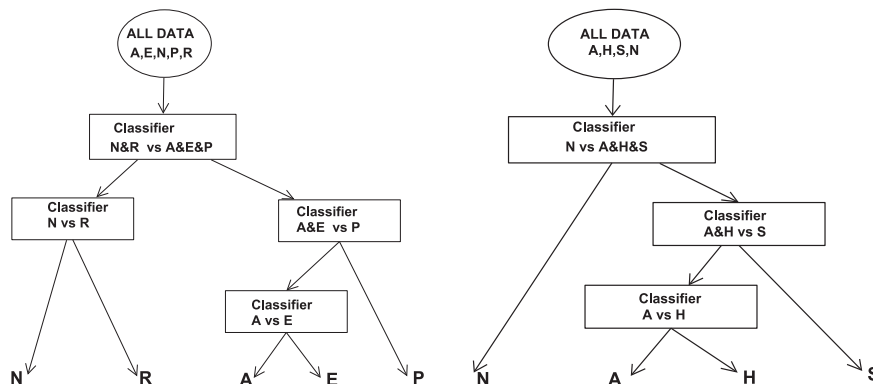 ALL DATA
A,E,N,P,R
Classifier
N&R vs A&E&P
Classifier
N vs R
Classifier
A&E vs P
Classifier
A vs E
N
R
A
E
P
ALL DATA
A,H,S,N
Classifier
N vs A&H&S
Classifier
A&H vs S
Classifier
A vs H
N
A
H
S